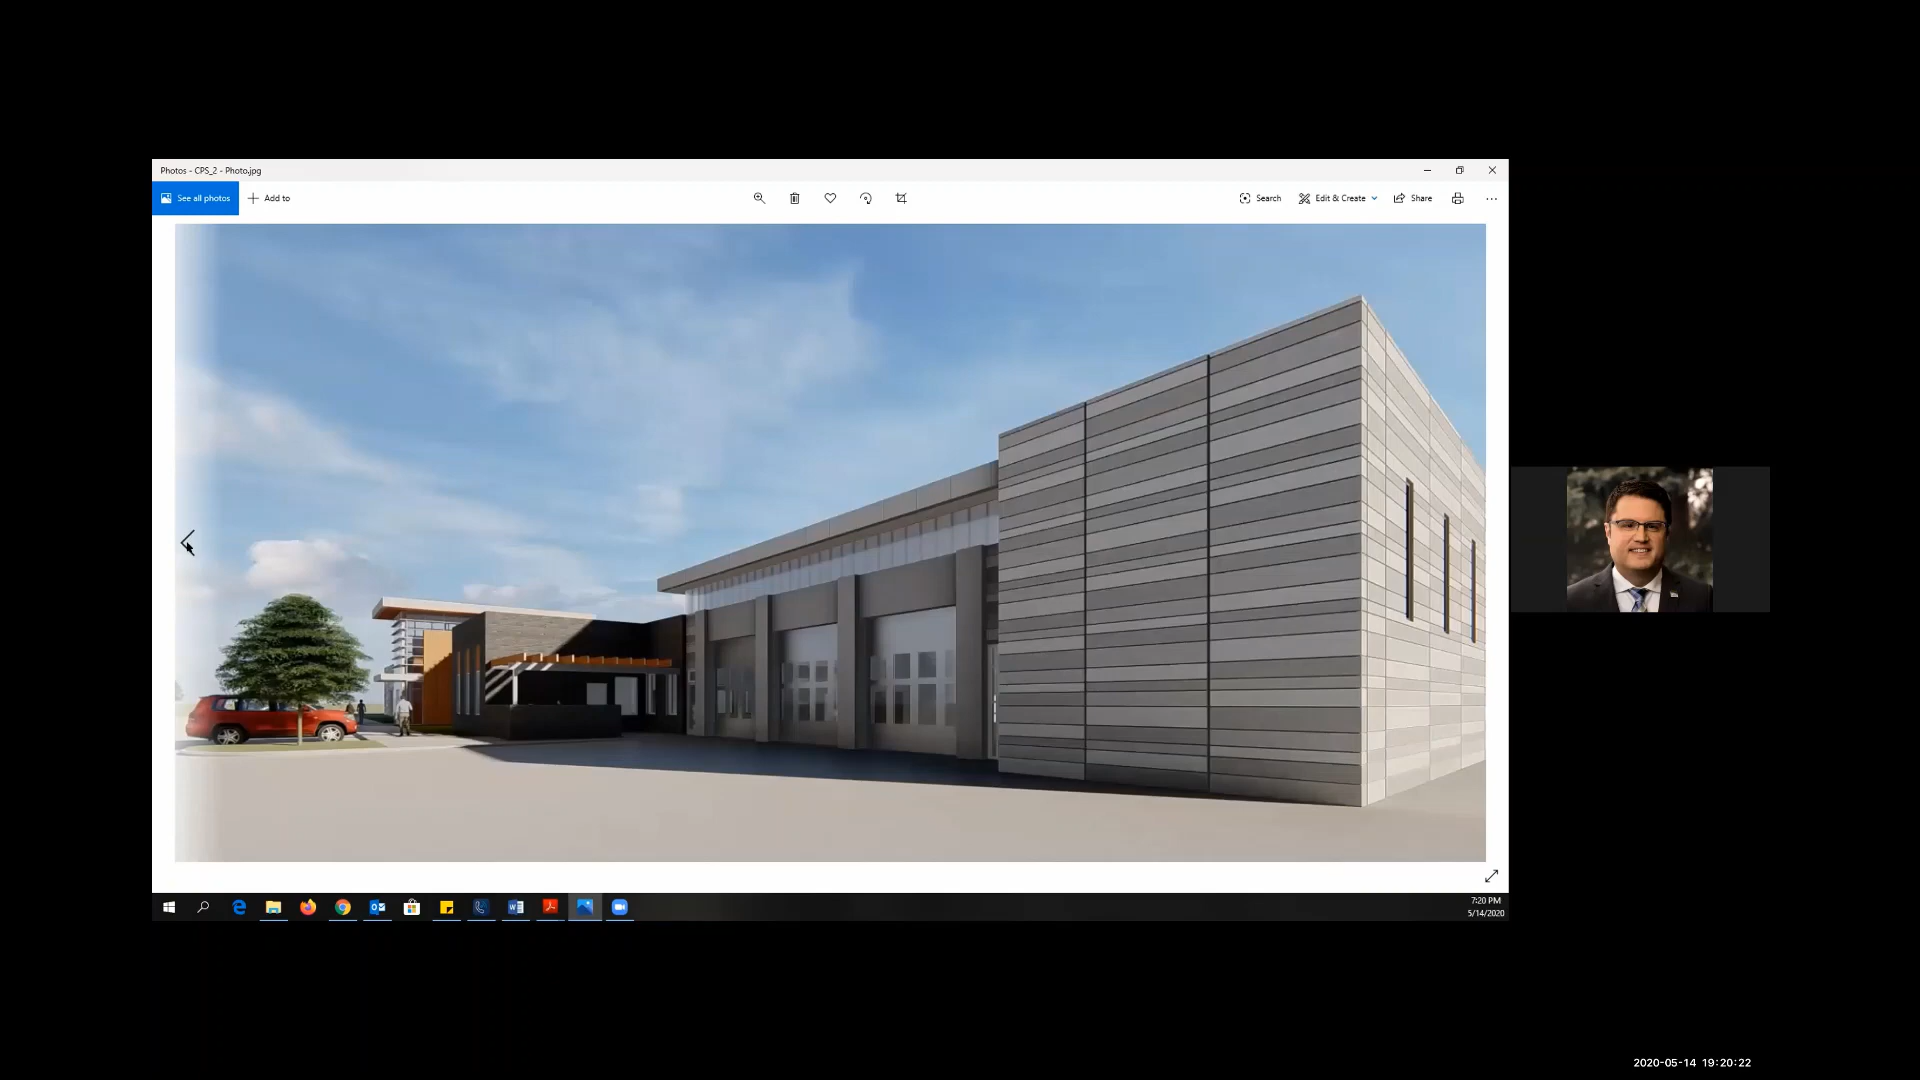 Photos - CPS_2 - Photo.jpg
See all photos
Add to
Search
Edit & Create
Share
7:20 PM
5/14/2020
2020-05-14 19:20:22